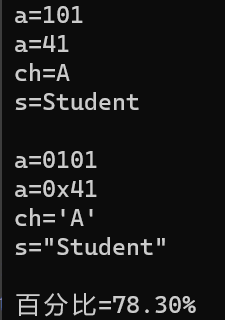 a=101
a=41
ch=A
s=Student
a=0101
a=0x41
ch='A'
s="Student"
百分比=78.30%